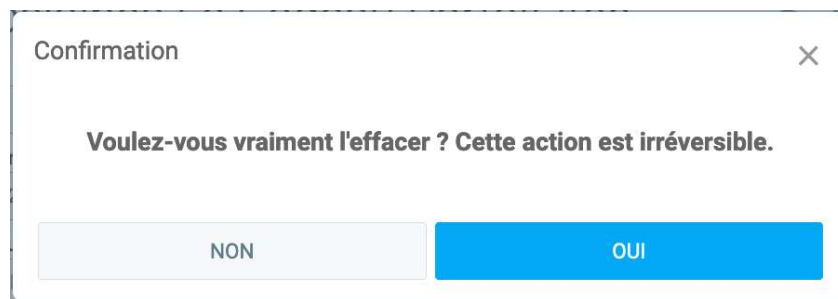 Confirmation
Voulez-vous vraiment l'effacer ? Cette action est irréversible.
NON
OUI